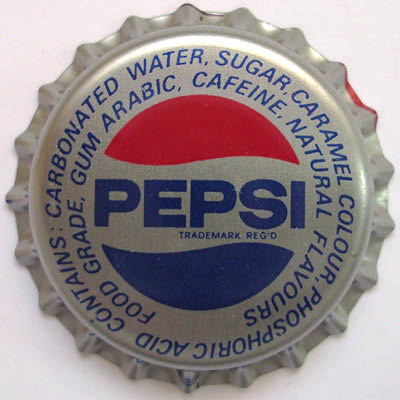 CONTAINS: CARBONATED WATER, SUGAR, CARAMEL COLOUR, PHOSPHORIC ACID
FOOD GRADE, GUM ARABIC, CAFEINE, NATURAL FLAVOURS
PEPSI
TRADEMARK REG'D